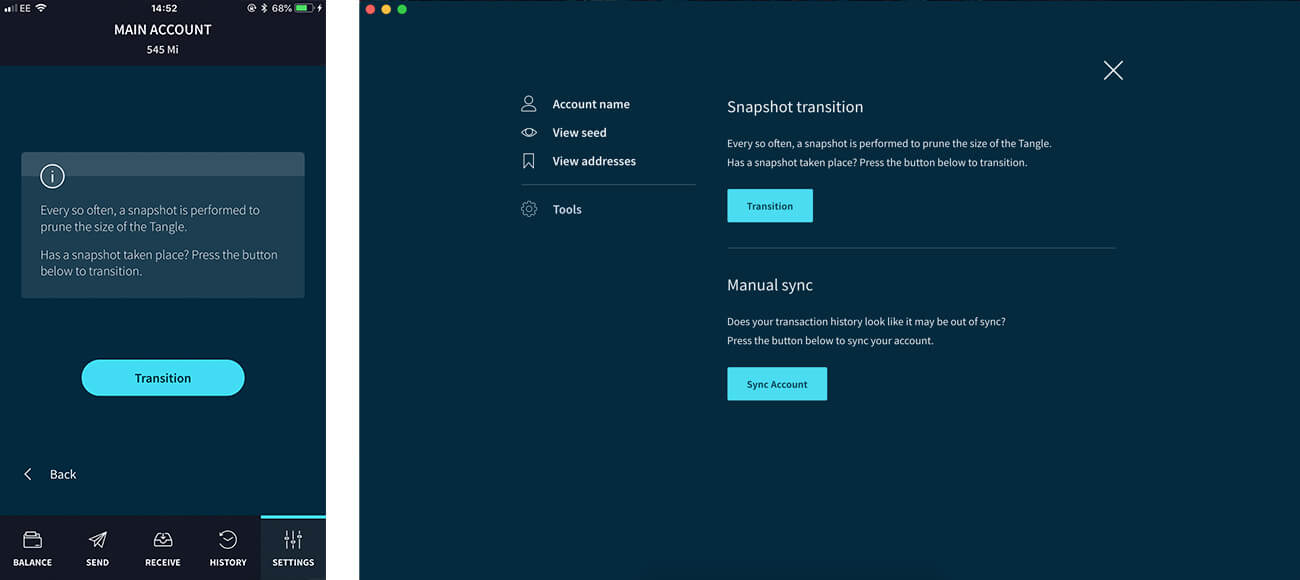 EE 14:52 68%
MAIN ACCOUNT
545 Mi
i
Every so often, a snapshot is performed to
prune the size of the Tangle.
Has a snapshot taken place? Press the button
below to transition.
Transition
Back
BALANCE SEND RECEIVE HISTORY SETTINGS
Account name
View seed
View addresses
Tools
Snapshot transition
Every so often, a snapshot is performed to prune the size of the Tangle.
Has a snapshot taken place? Press the button below to transition.
Transition
Manual sync
Does your transaction history look like it may be out of sync?
Press the button below to sync your account.
Sync Account